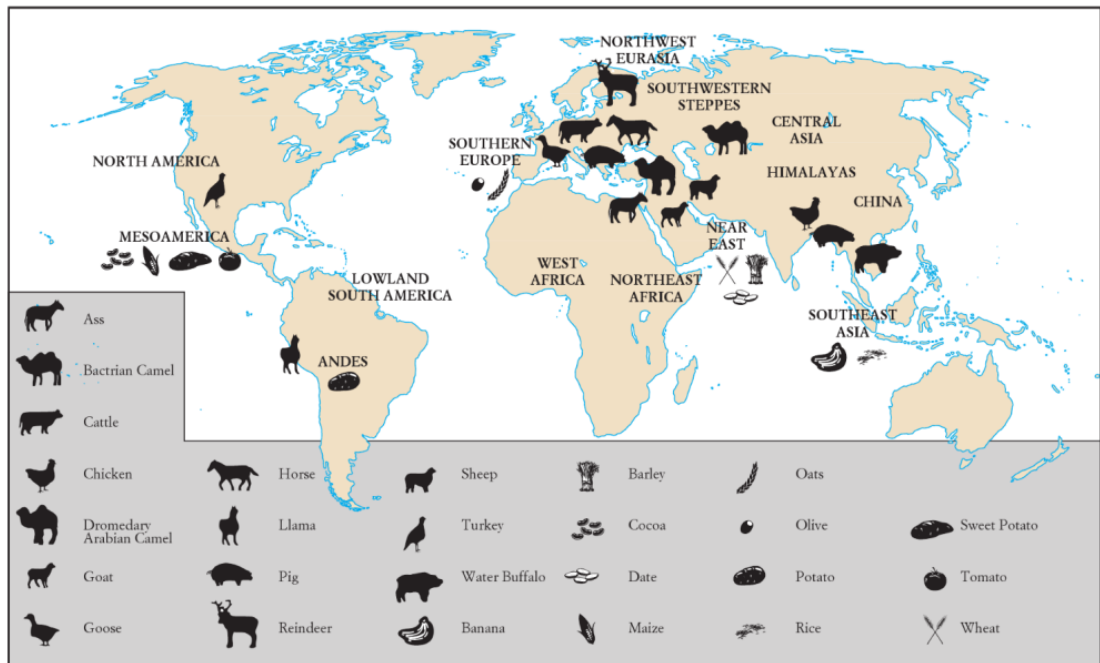 NORTHWEST
EURASIA
SOUTHWESTERN
STEPPES
CENTRAL
ASIA
SOUTHERN
EUROPE
NORTH AMERICA
HIMALAYAS
CHINA
MESOAMERICA
NEAR
EAST
WEST
AFRICA
NORTHEAST
AFRICA
LOWLAND
SOUTH AMERICA
SOUTHEAST
ASIA
ANDES
Ass
Bactrian Camel
Cattle
Chicken
Dromedary
Arabian Camel
Goat
Goose
Horse
Llama
Pig
Reindeer
Sheep
Turkey
Water Buffalo
Banana
Barley
Cocoa
Date
Maize
Oats
Olive
Potato
Rice
Sweet Potato
Tomato
Wheat